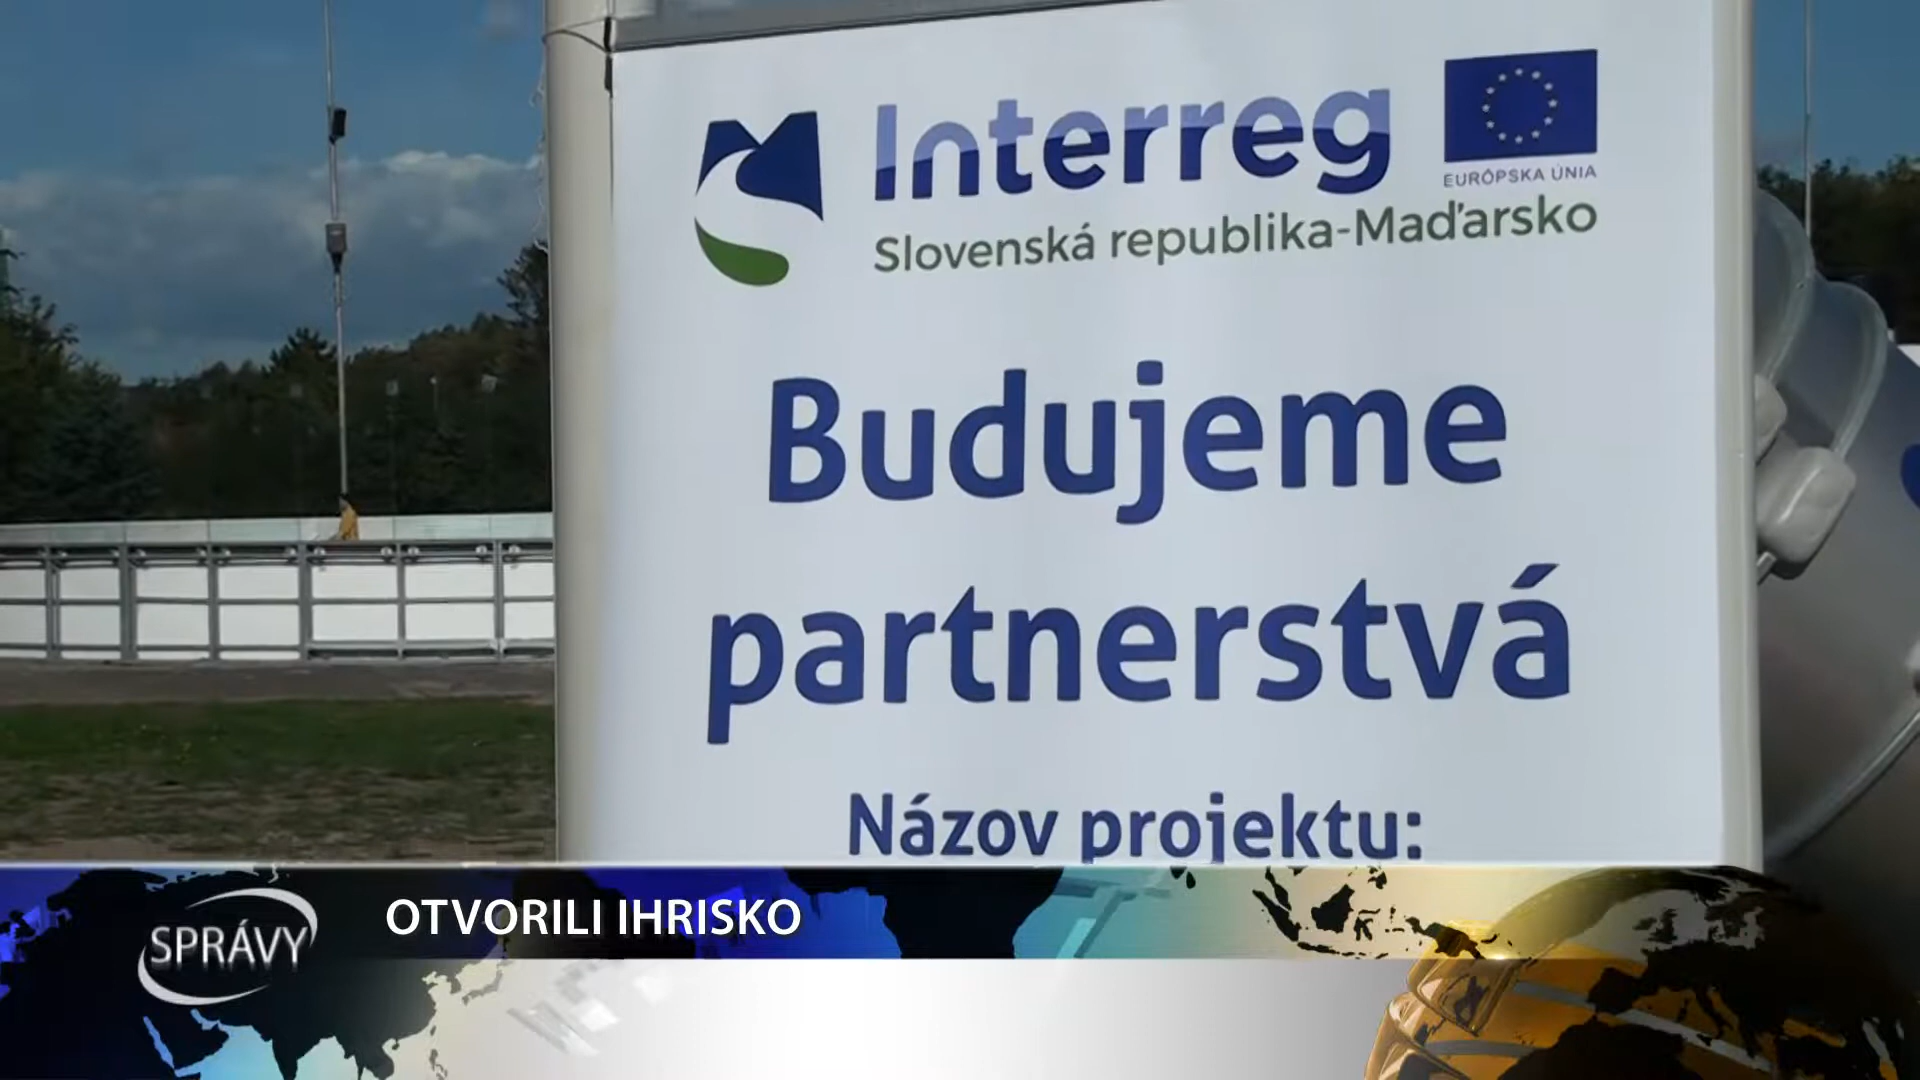 Interreg
EURÓPSKA ÚNIA
Slovenská republika-Maďarsko
Budujeme
partnerstvá
Názov projektu:
SPRÁVY
OTVORILI IHRISKO